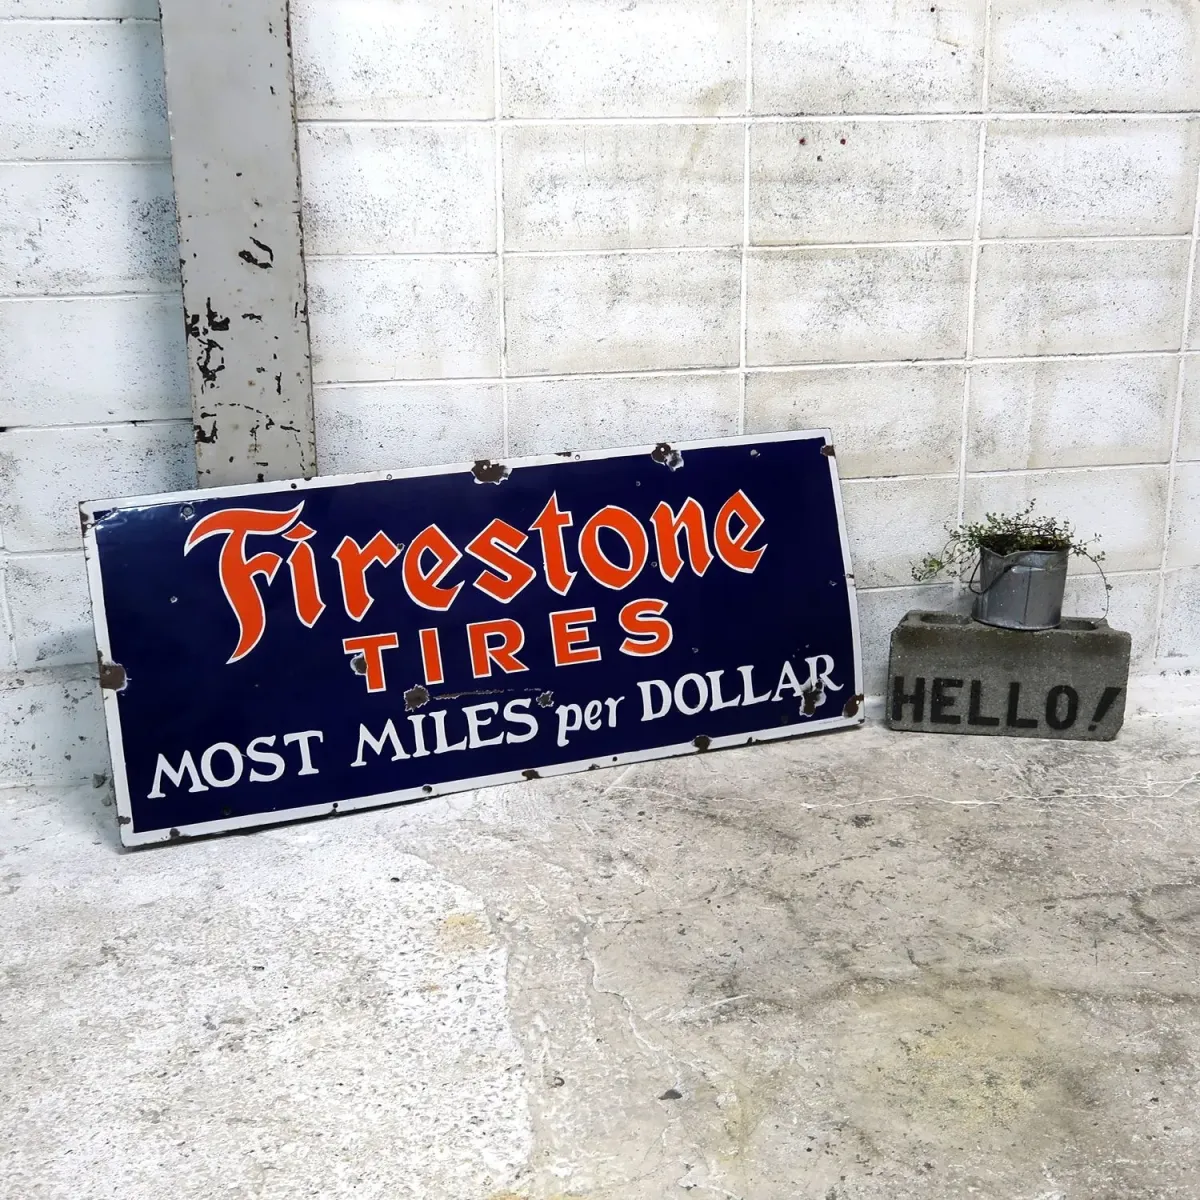 Firestone
TIRES
MOST MILES per DOLLAR
HELLO!